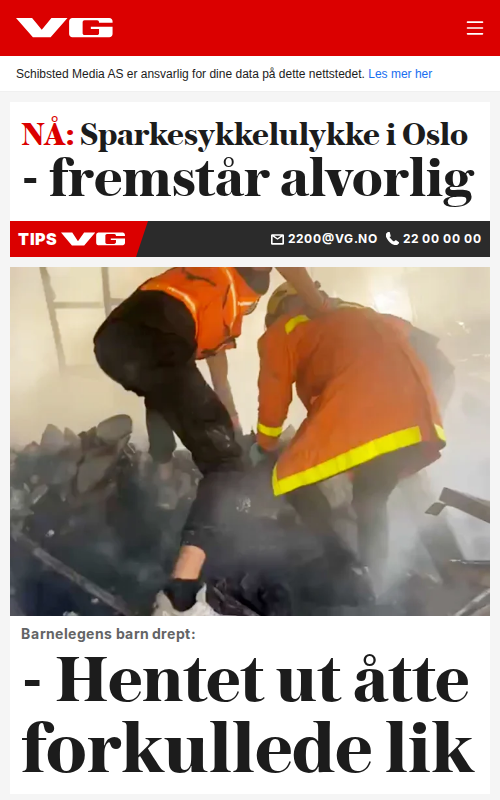 VG
Schibsted Media AS er ansvarlig for dine data på dette nettstedet. Les mer her
NÅ: Sparkesykkelulykke i Oslo
- fremstår alvorlig
TIPS VG 2200@VG.NO 22 00 00 00
Barnelegens barn drept:
- Hentet ut åtte
forkullede lik